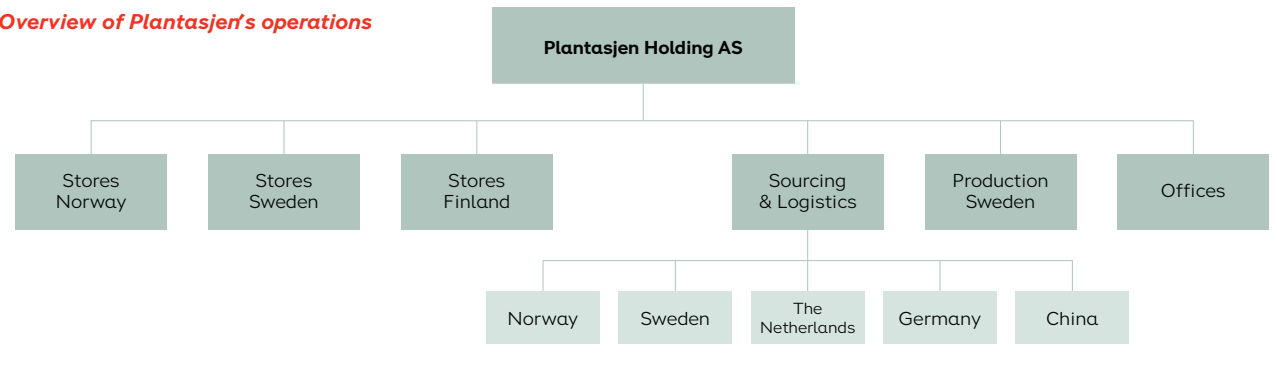 Overview of Plantasjen's operations
Plantasjen Holding AS
Stores
Norway
Stores
Sweden
Stores
Finland
Sourcing
& Logistics
Production
Sweden
Offices
Norway
Sweden
The
Netherlands
Germany
China